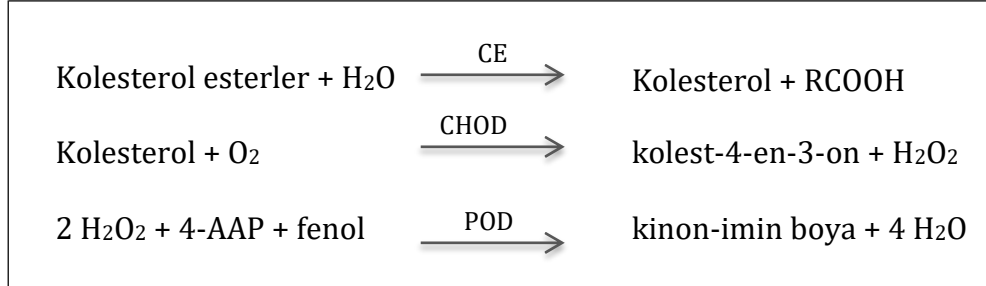 CE
Kolesterol esterler + H₂O Kolesterol + RCOOH
CHOD
Kolesterol + O₂ kolest-4-en-3-on + H₂O₂
POD
2 H₂O₂ + 4-AAP + fenol kinon-imin boya + 4 H₂O